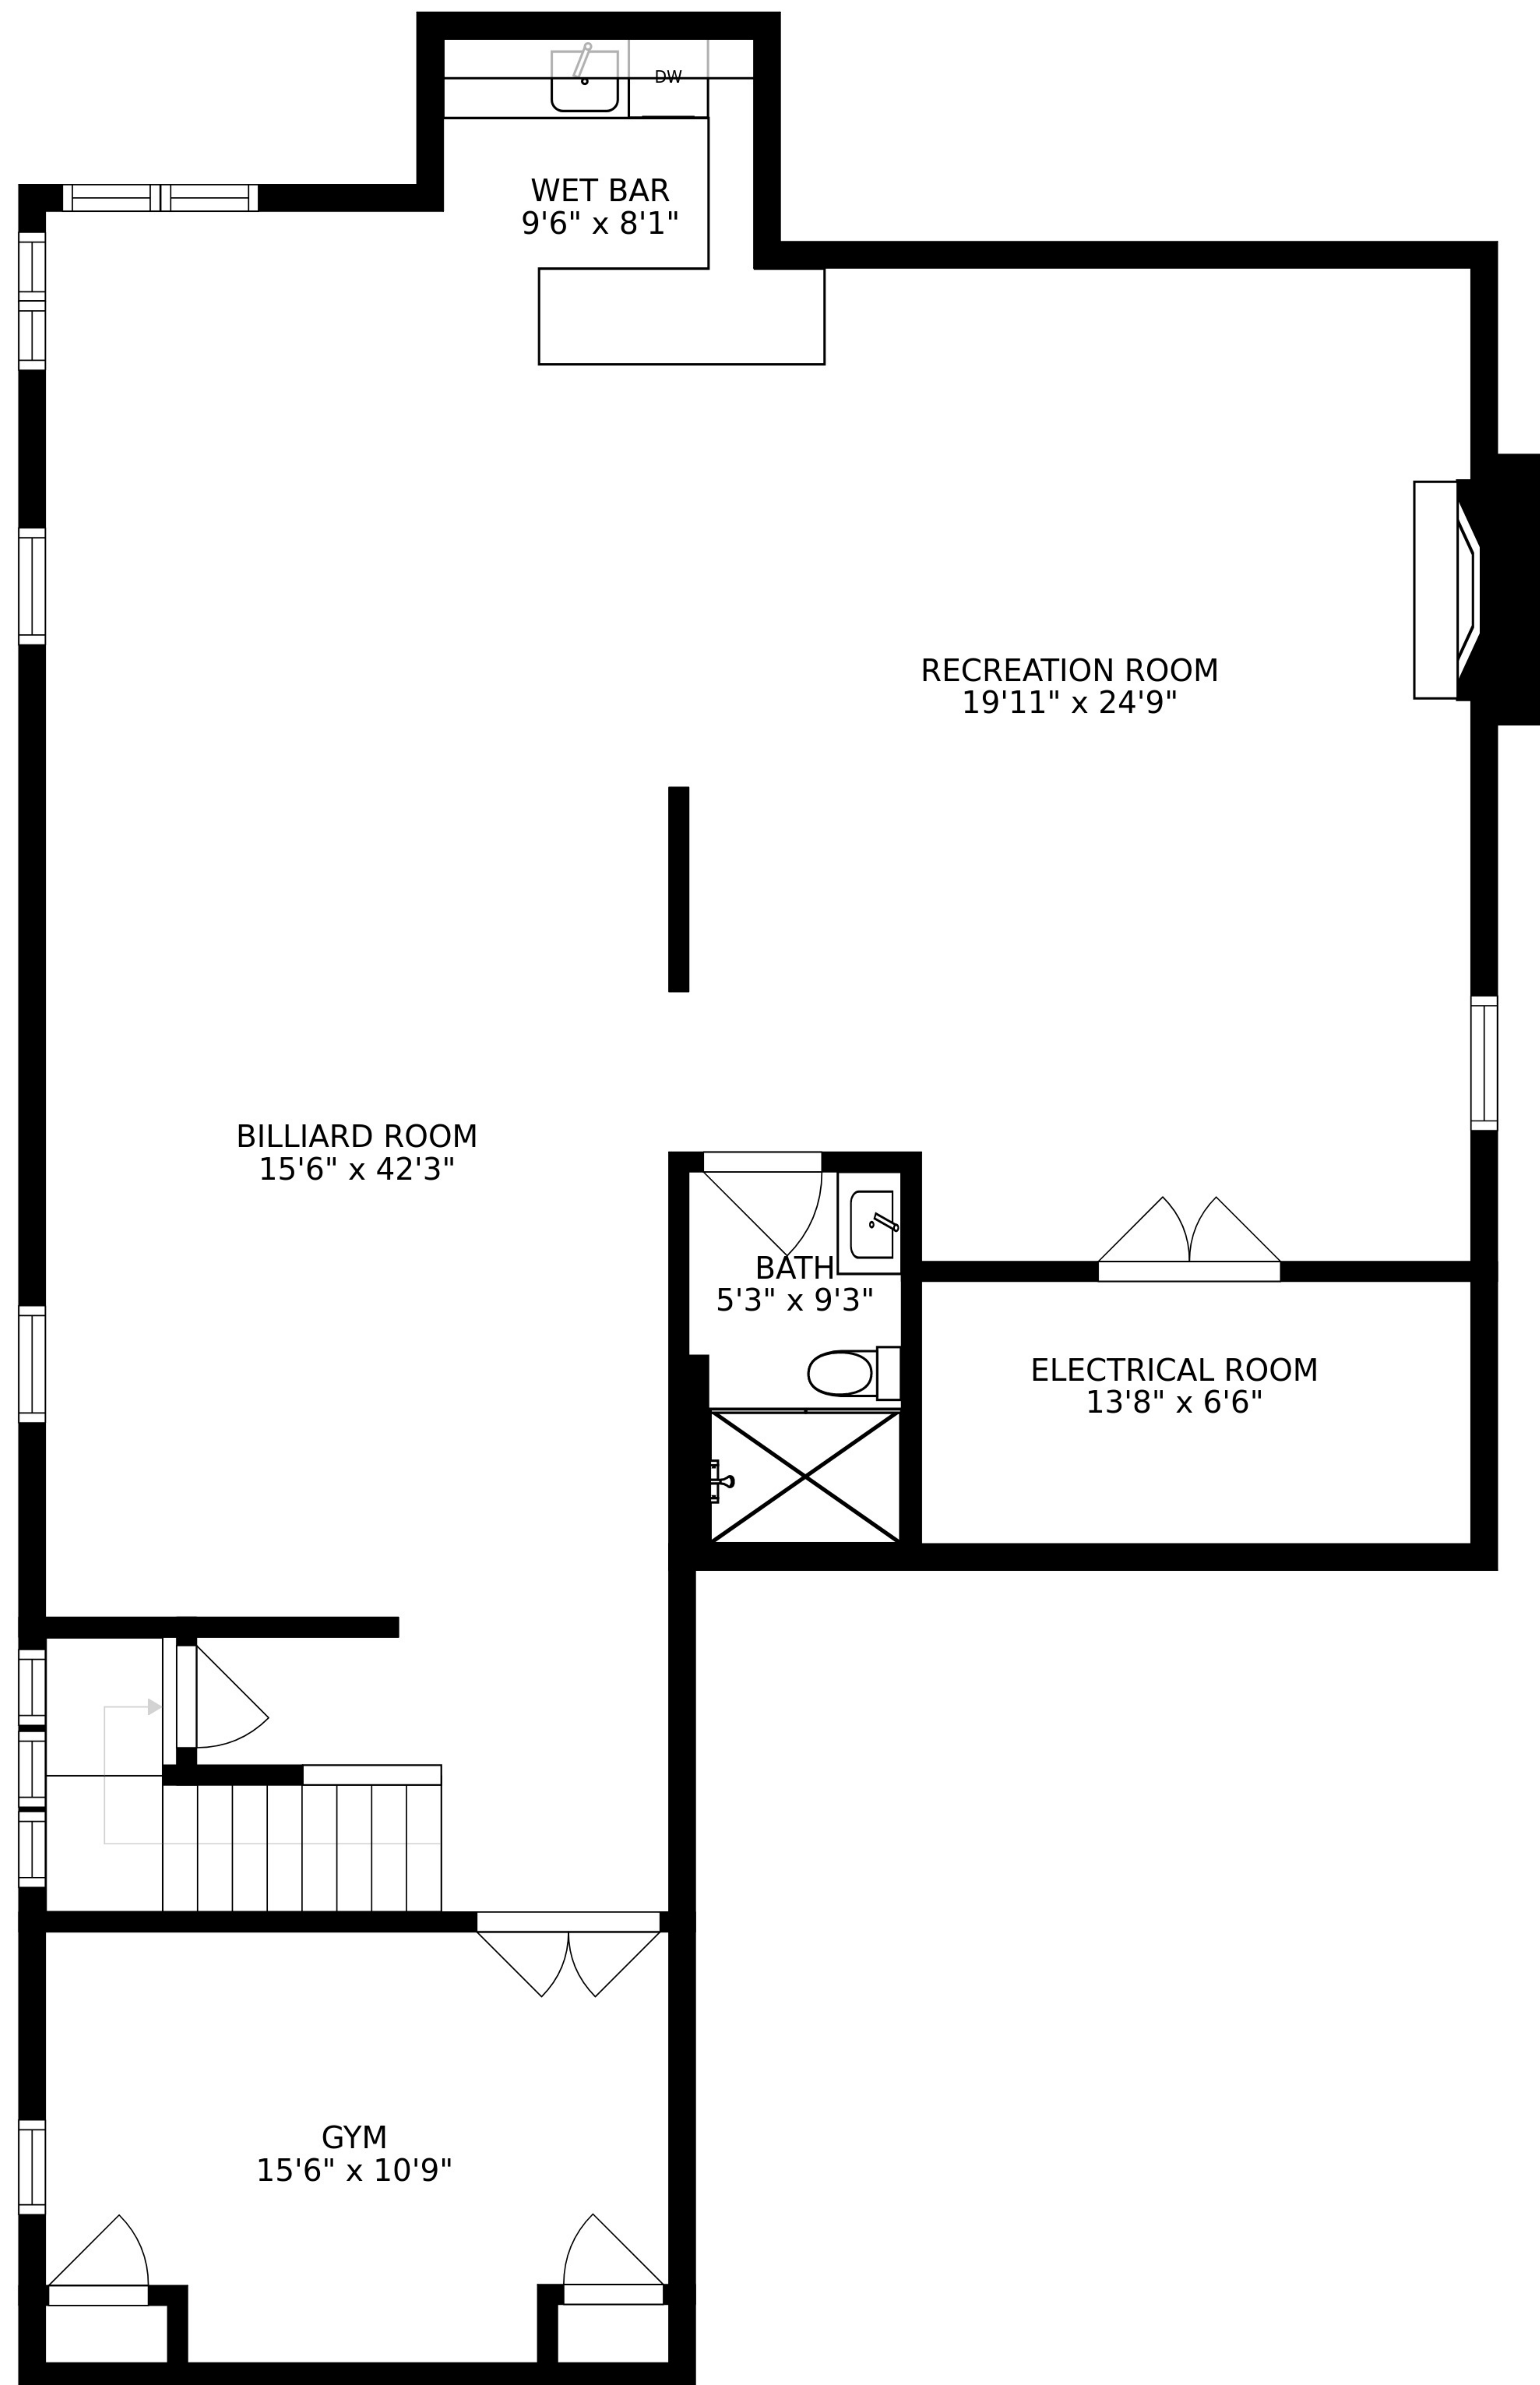 DW
WET BAR
9'6" x 8'1"
RECREATION ROOM
19'11" x 24'9"
BILLIARD ROOM
15'6" x 42'3"
BATH
5'3" x 9'3"
ELECTRICAL ROOM
13'8" x 6'6"
GYM
15'6" x 10'9"